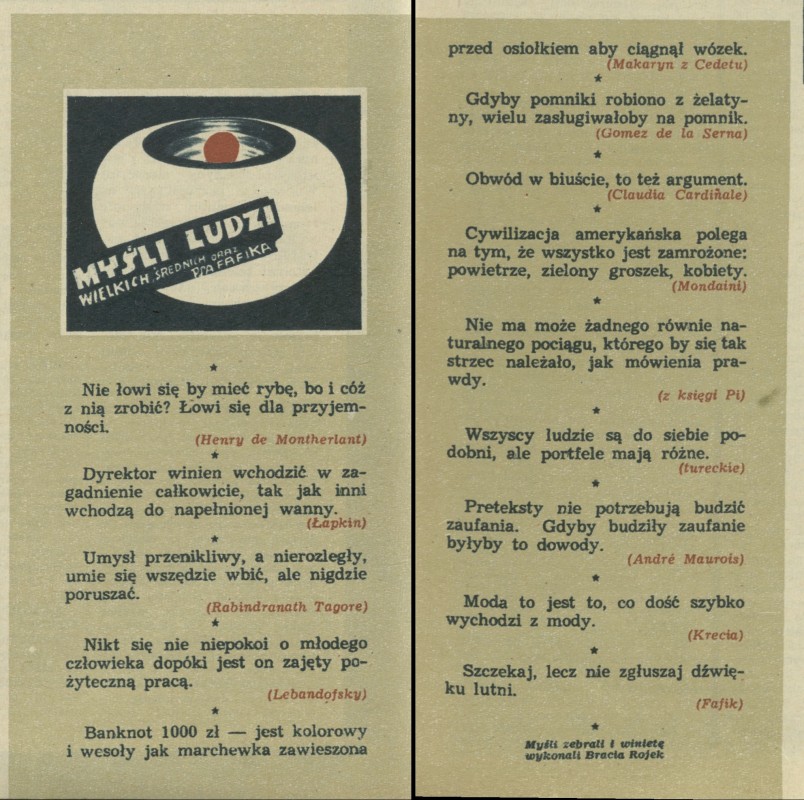 MYŚLI LUDZI
WIELKICH, ŚREDNICH ORAZ
PSA FAFIKA
★
Nie łowi się by mieć rybę, bo i cóż
z nią zrobić? Łowi się dla przyjem-
ności.
(Henry de Montherlant)
★
Dyrektor winien wchodzić w za-
gadnienie całkowicie, tak jak inni
wchodzą do napełnionej wanny.
(Łapkin)
★
Umysł przenikliwy, a nierozległy,
umie się wszędzie wbić, ale nigdzie
poruszać.
(Rabindranath Tagore)
★
Nikt się nie niepokoi o młodego
człowieka dopóki jest on zajęty po-
żyteczną pracą.
(Lebandofsky)
★
Banknot 1000 zł — jest kolorowy
i wesoły jak marchewka zawieszona
przed osiołkiem aby ciągnął wózek.
(Makaryn z Cedetu)
★
Gdyby pomniki robiono z żelaty-
ny, wielu zasługiwałoby na pomnik.
(Gomez de la Serna)
★
Obwód w biuście, to też argument.
(Claudia Cardiñale)
★
Cywilizacja amerykańska polega
na tym, że wszystko jest zamrożone:
powietrze, zielony groszek, kobiety.
(Mondaini)
★
Nie ma może żadnego równie na-
turalnego pociągu, którego by się tak
strzec należało, jak mówienia pra-
wdy.
(z księgi Pi)
★
Wszyscy ludzie są do siebie po-
dobni, ale portfele mają różne.
(tureckie)
★
Preteksty nie potrzebują budzić
zaufania. Gdyby budziły zaufanie
byłyby to dowody.
(André Maurois)
★
Moda to jest to, co dość szybko
wychodzi z mody.
(Krecia)
★
Szczekaj, lecz nie zgłuszaj dźwię-
ku lutni.
(Fafik)
★
Myśli zebrali i winietę
wykonali Bracia Rojek